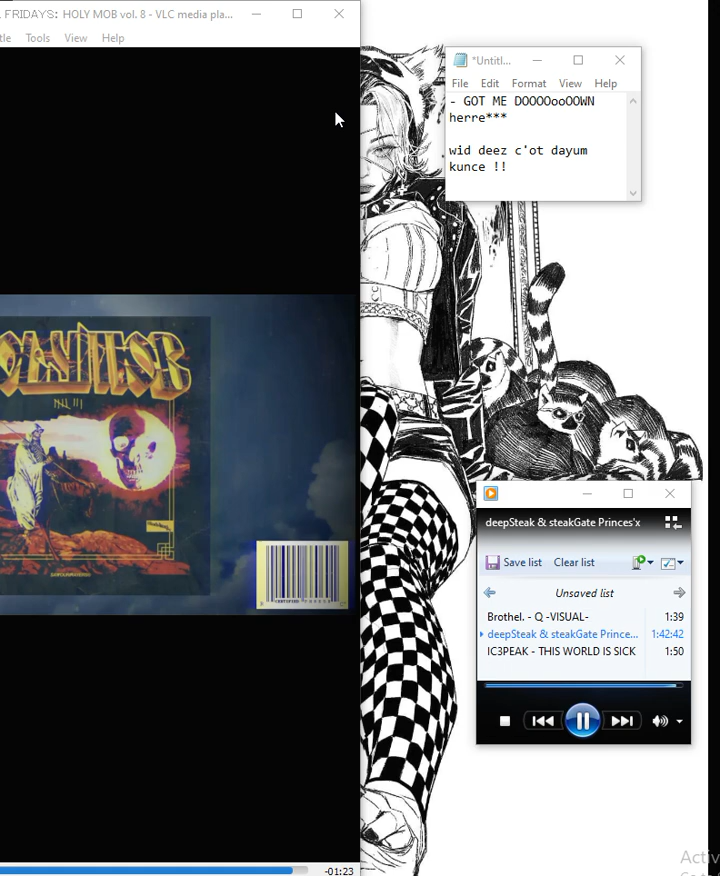 FRIDAYS: HOLY MOB vol. 8 - VLC media pla...
tle Tools View Help
*Untitl...
File Edit Format View Help
- GOT ME DOOOOooOOWN
herre***
wid deez c'ot dayum
kunce !!
deepSteak & steakGate Princes'x
Save list Clear list
Unsaved list
Brothel. - Q -VISUAL- 1:39
deepSteak & steakGate Prince... 1:42:42
IC3PEAK - THIS WORLD IS SICK 1:50
-01:23
Activ